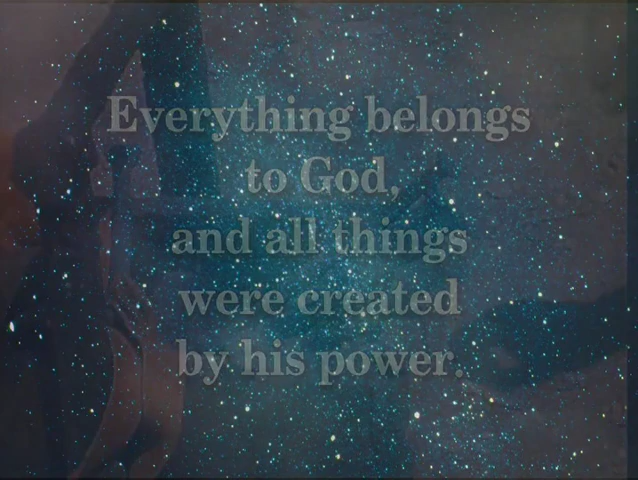 Everything belongs
to God,
and all things
were created
by his power.